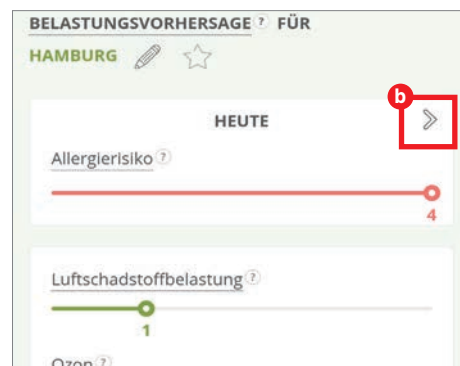 BELASTUNGSVORHERSAGE ? FÜR
HAMBURG
b
HEUTE
Allergierisiko ?
4
Luftschadstoffbelastung ?
1
Ozon ?